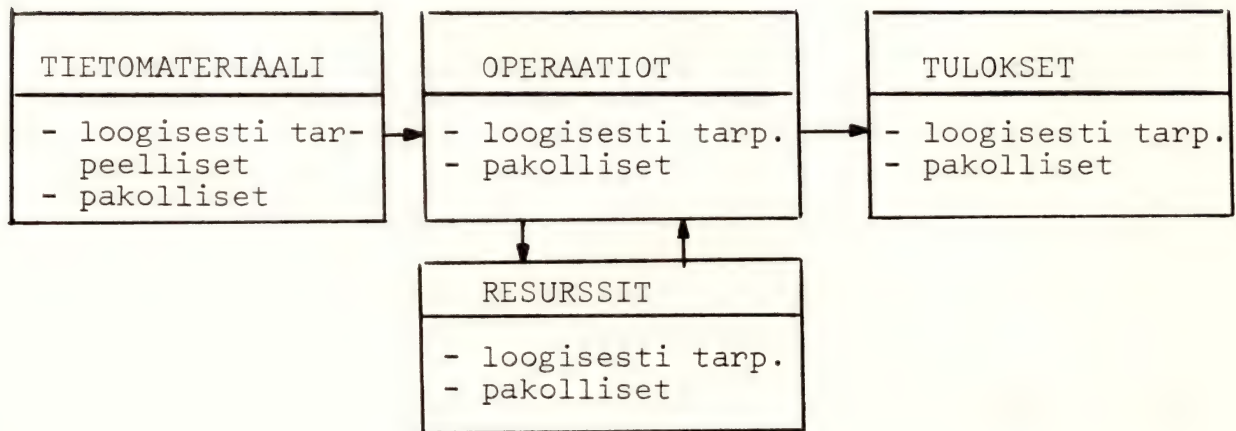 TIETOMATERIAALI
- loogisesti tar-
peelliset
- pakolliset
OPERAATIOT
- loogisesti tarp.
- pakolliset
TULOKSET
- loogisesti tarp.
- pakolliset
RESURSSIT
- loogisesti tarp.
- pakolliset